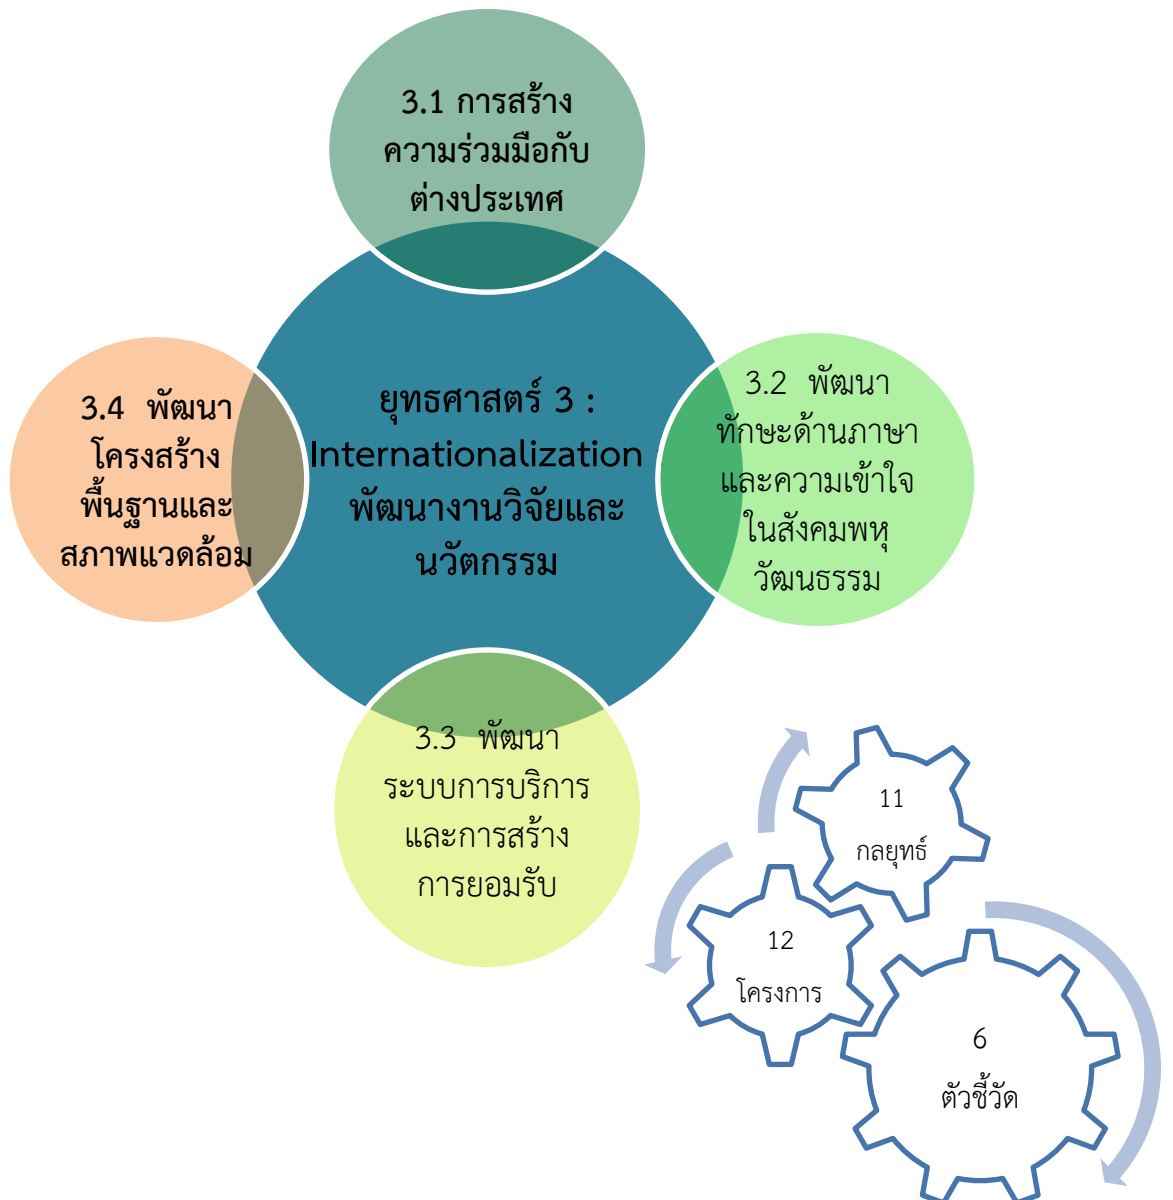 3.1 การสร้าง
ความร่วมมือกับ
ต่างประเทศ
ยุทธศาสตร์ 3 :
Internationalization
พัฒนางานวิจัยและ
นวัตกรรม
3.2 พัฒนา
ทักษะด้านภาษา
และความเข้าใจ
ในสังคมพหุ
วัฒนธรรม
3.3 พัฒนา
ระบบการบริการ
และการสร้าง
การยอมรับ
3.4 พัฒนา
โครงสร้าง
พื้นฐานและ
สภาพแวดล้อม
11
กลยุทธ์
12
โครงการ
6
ตัวชี้วัด